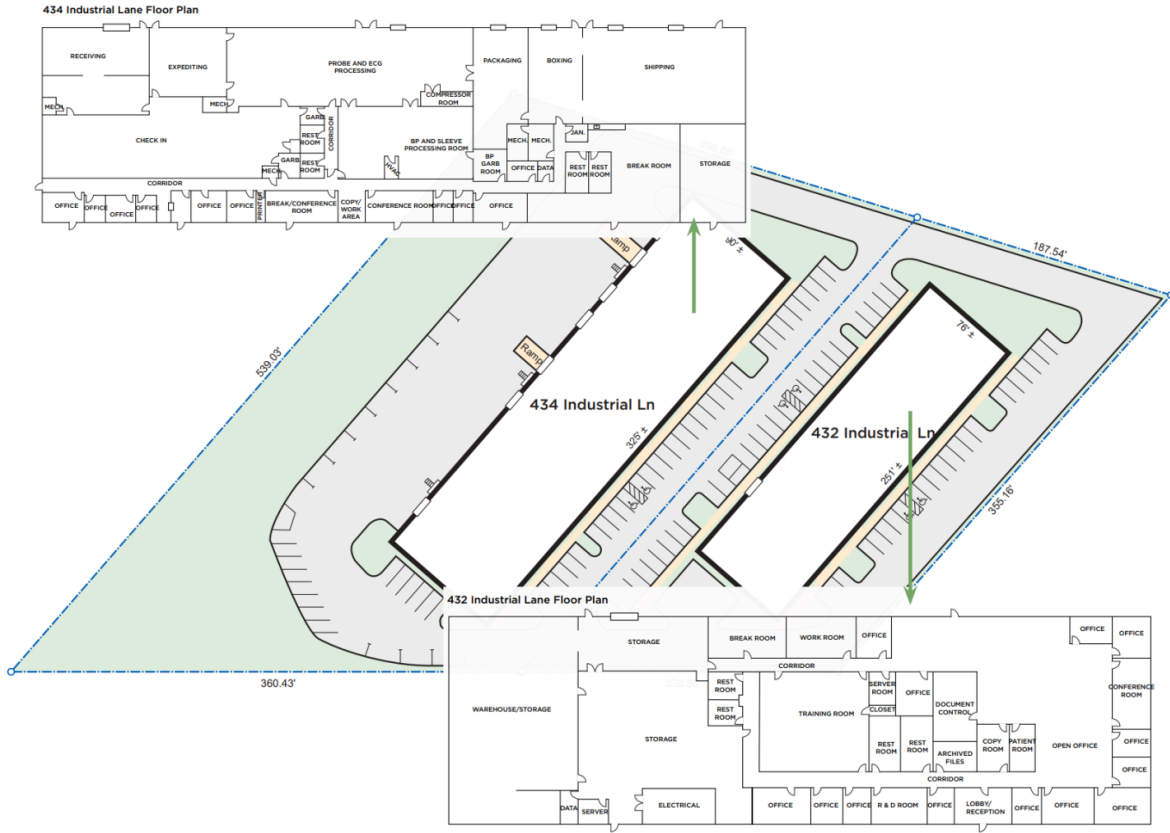 434 Industrial Lane Floor Plan
RECEIVING
EXPEDITING
PROBE AND ECG
PROCESSING
PACKAGING
BOXING
SHIPPING
MECH.
MECH.
COMPRESSOR
ROOM
CHECK IN
GARB
REST
ROOM
CORRIDOR
GARB
REST
ROOM
MECH
BP AND SLEEVE
PROCESSING ROOM
HVAC
BP
GARB
ROOM
MECH.
MECH.
JAN.
OFFICE
DATA
REST
ROOM
REST
ROOM
BREAK ROOM
STORAGE
CORRIDOR
OFFICE
OFFICE
OFFICE
OFFICE
OFFICE
OFFICE
PRINTER
BREAK/CONFERENCE
ROOM
COPY/
WORK
AREA
CONFERENCE ROOM
OFFICE
OFFICE
OFFICE
187.54'
90' ±
Ramp
539.03'
Ramp
76' ±
434 Industrial Ln
325' ±
432 Industrial Ln
251' ±
355.16'
360.43'
432 Industrial Lane Floor Plan
WAREHOUSE/STORAGE
STORAGE
BREAK ROOM
WORK ROOM
OFFICE
OFFICE
OFFICE
CORRIDOR
REST
ROOM
REST
ROOM
STORAGE
TRAINING ROOM
SERVER
ROOM
CLOSET
OFFICE
DOCUMENT
CONTROL
REST
ROOM
REST
ROOM
ARCHIVED
FILES
COPY
ROOM
PATIENT
ROOM
OPEN OFFICE
CONFERENCE
ROOM
OFFICE
OFFICE
CORRIDOR
DATA
SERVER
ELECTRICAL
OFFICE
OFFICE
OFFICE
R & D ROOM
OFFICE
LOBBY/
RECEPTION
OFFICE
OFFICE
OFFICE